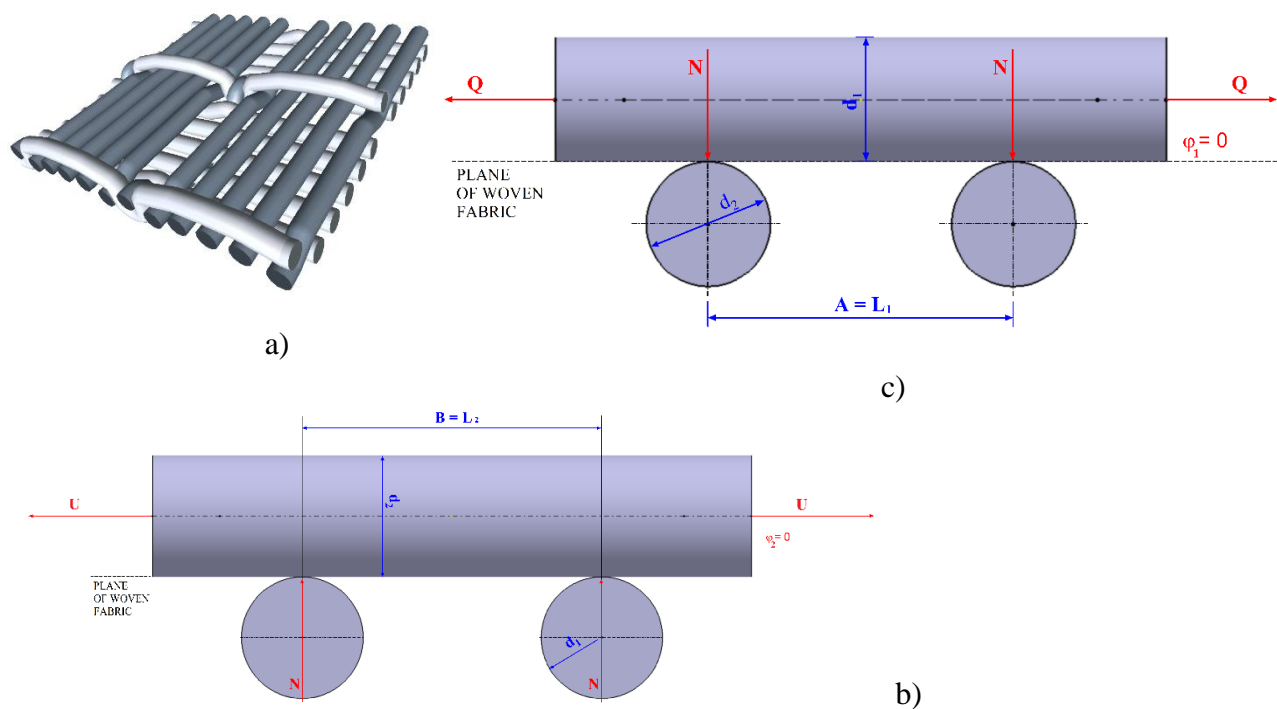 a)
Q
N
d₁
N
Q
φ₁= 0
PLANE
OF WOVEN
FABRIC
d₂
A = L₁
c)
B = L₂
U
d₂
U
φ₂=0
PLANE
OF WOVEN
FABRIC
d₁
N
N
b)